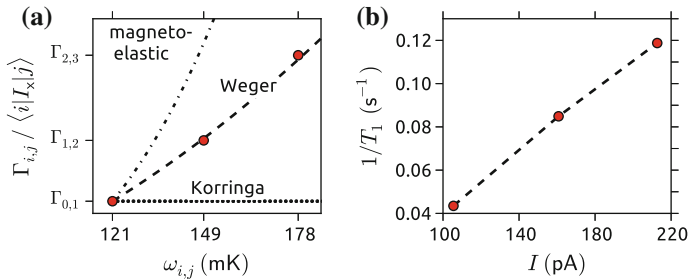 (a)
magneto-
elastic
Weger
Korringa
Γ2,3
Γ1,2
Γ0,1
Γi,j / ⟨i|Ix|j⟩
121 149 178
ωi,j (mK)
(b)
0.12
0.10
0.08
0.06
0.04
1/T1 (s⁻¹)
100 140 180 220
I (pA)